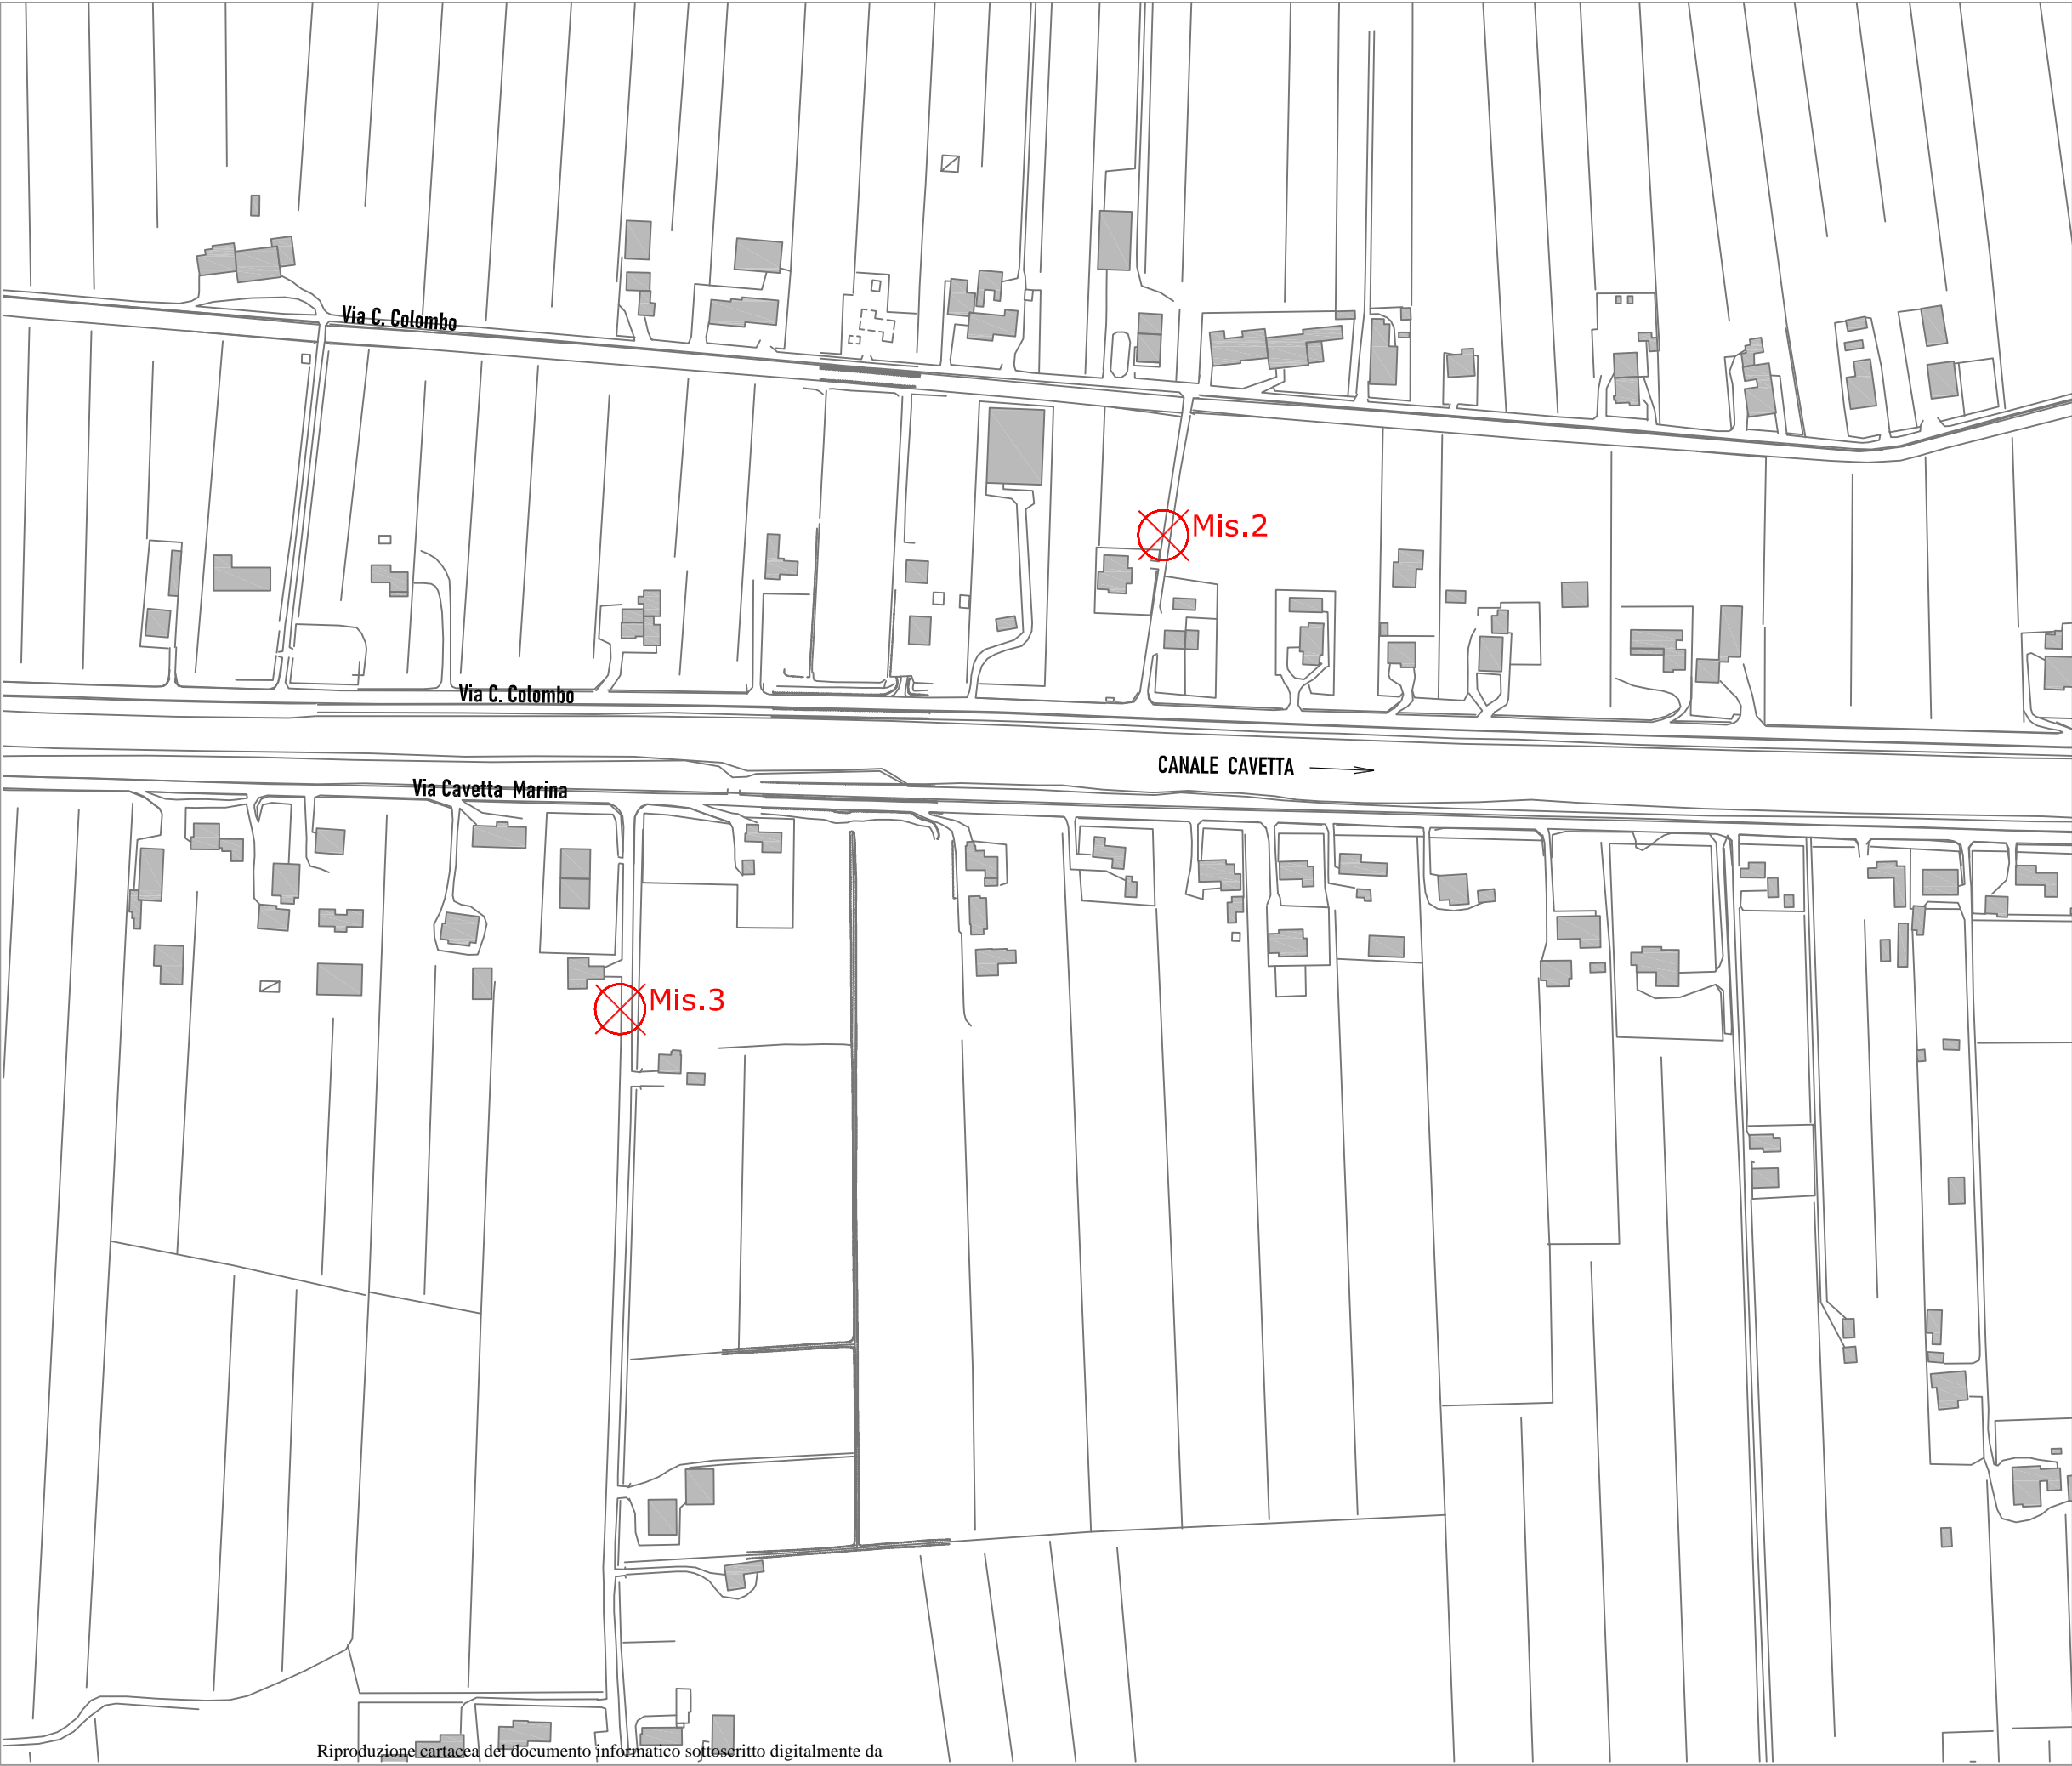 Via C. Colombo
Mis.2
Via C. Colombo
CANALE CAVETTA
Via Cavetta Marina
Mis.3
Riproduzione cartacea del documento informatico sottoscritto digitalmente da